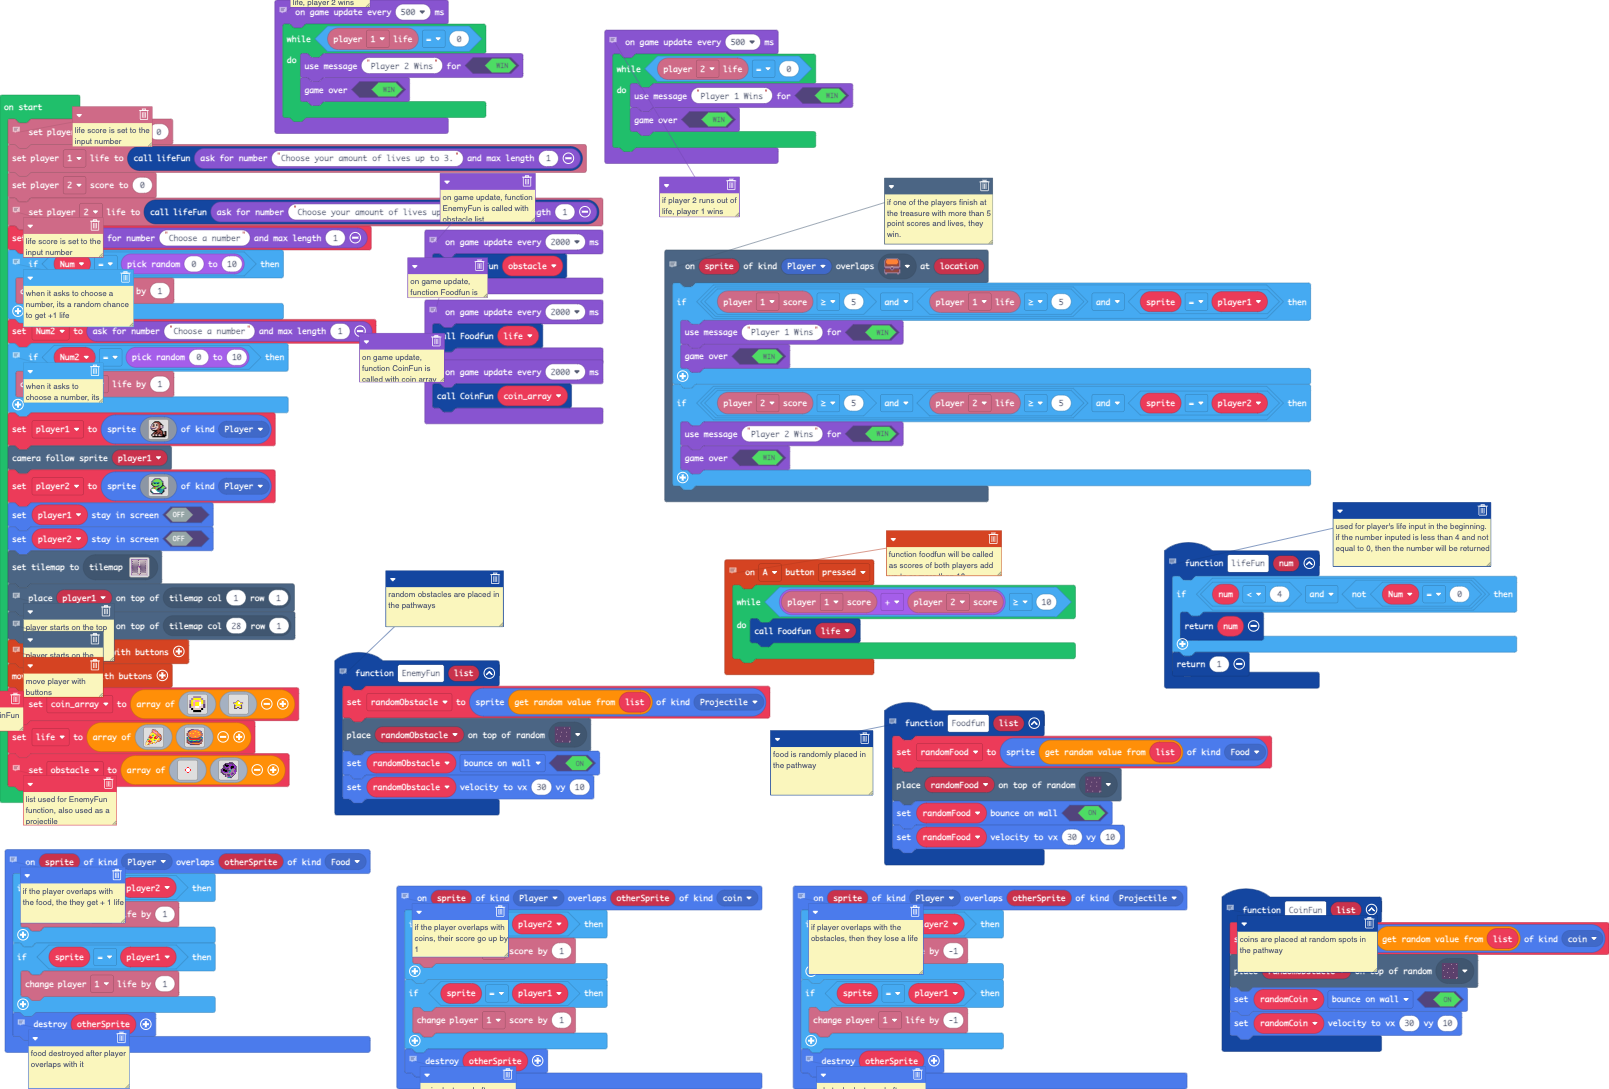 life, player 2 wins
on game update every 500 ms
while player 1 life = 0
do use message "Player 2 Wins" for WIN
game over WIN
on game update every 500 ms
while player 2 life = 0
do use message "Player 1 Wins" for WIN
game over WIN
if player 2 runs out of
life, player 1 wins
on start
life score is set to the
input number
set playe 0
set player 1 life to call lifeFun ask for number "Choose your amount of lives up to 3." and max length 1
set player 2 score to 0
set player 2 life to call lifeFun ask for number "Choose your amount of lives up gth 1
life score is set to the
input number
for number "Choose a number" and max length 1
if Num = pick random 0 to 10 then
by 1
when it asks to choose a
number, its a random chance
to get +1 life
set Num2 to ask for number "Choose a number" and max length 1
if Num2 = pick random 0 to 10 then
life by 1
when it asks to
choose a number, its
set player1 to sprite of kind Player
camera follow sprite player1
set player2 to sprite of kind Player
set player1 stay in screen OFF
set player2 stay in screen OFF
set tilemap to tilemap
place player1 on top of tilemap col 1 row 1
player starts on the top
on top of tilemap col 28 row 1
player starts on the
with buttons
move player with
buttons
th buttons
set coin_array to array of
set life to array of
set obstacle to array of
list used for EnemyFun
function, also used as a
projectile
on game update, function
EnemyFun is called with
obstacle list
on game update every 2000 ms
un obstacle
on game update,
function Foodfun is
on game update every 2000 ms
ll Foodfun life
on game update,
function CoinFun is
called with coin array
on game update every 2000 ms
call CoinFun coin_array
if one of the players finish at
the treasure with more than 5
point scores and lives, they
win.
on sprite of kind Player overlaps at location
if player 1 score ≥ 5 and player 1 life ≥ 5 and sprite = player1 then
use message "Player 1 Wins" for WIN
game over WIN
if player 2 score ≥ 5 and player 2 life ≥ 5 and sprite = player2 then
use message "Player 2 Wins" for WIN
game over WIN
function foodfun will be called
as scores of both players add
on A button pressed
while player 1 score + player 2 score ≥ 10
do call Foodfun life
used for player's life input in the beginning.
if the number inputed is less than 4 and not
equal to 0, then the number will be returned
function lifeFun num
if num < 4 and not Num = 0 then
return num
return 1
random obstacles are placed in
the pathways
function EnemyFun list
set randomObstacle to sprite get random value from list of kind Projectile
place randomObstacle on top of random
set randomObstacle bounce on wall ON
set randomObstacle velocity to vx 30 vy 10
food is randomly placed in
the pathway
function Foodfun list
set randomFood to sprite get random value from list of kind Food
place randomFood on top of random
set randomFood bounce on wall ON
set randomFood velocity to vx 30 vy 10
on sprite of kind Player overlaps otherSprite of kind Food
if the player overlaps with
the food, the they get + 1 life
player2 then
fe by 1
if sprite = player1 then
change player 1 life by 1
destroy otherSprite
food destroyed after player
overlaps with it
on sprite of kind Player overlaps otherSprite of kind coin
if the player overlaps with
coins, their score go up by
1
player2 then
score by 1
if sprite = player1 then
change player 1 score by 1
destroy otherSprite
on sprite of kind Player overlaps otherSprite of kind Projectile
if player overlaps with the
obstacles, then they lose a life
ayer2 then
by -1
if sprite = player1 then
change player 1 life by -1
destroy otherSprite
function CoinFun list
coins are placed at random spots in
the pathway
get random value from list of kind coin
on top of random
set randomCoin bounce on wall ON
set randomCoin velocity to vx 30 vy 10